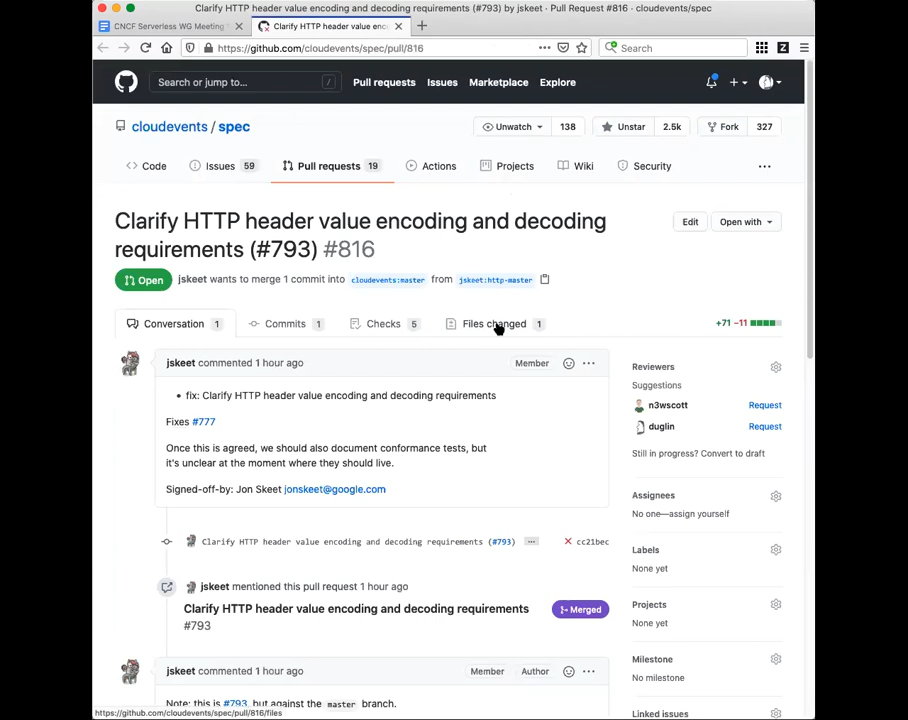 Clarify HTTP header value encoding and decoding requirements (#793) by jskeet · Pull Request #816 · cloudevents/spec
CNCF Serverless WG Meeting
Clarify HTTP header value enc
https://github.com/cloudevents/spec/pull/816
Search
Search or jump to...
/
Pull requests
Issues
Marketplace
Explore
cloudevents / spec
Unwatch
138
Unstar
2.5k
Fork
327
Code
Issues
59
Pull requests
19
Actions
Projects
Wiki
Security
Clarify HTTP header value encoding and decoding
requirements (#793) #816
Edit
Open with
Open
jskeet wants to merge 1 commit into cloudevents:master from jskeet:http-master
Conversation 1
Commits 1
Checks 5
Files changed 1
+71 −11
jskeet commented 1 hour ago
Member
• fix: Clarify HTTP header value encoding and decoding requirements
Fixes #777
Once this is agreed, we should also document conformance tests, but
it's unclear at the moment where they should live.
Signed-off-by: Jon Skeet jonskeet@google.com
Clarify HTTP header value encoding and decoding requirements (#793)
cc21bec
jskeet mentioned this pull request 1 hour ago
Clarify HTTP header value encoding and decoding requirements
#793
Merged
jskeet commented 1 hour ago
Member
Author
Note: this is #793, but against the master branch.
Reviewers
Suggestions
n3wscott
Request
duglin
Request
Still in progress? Convert to draft
Assignees
No one—assign yourself
Labels
None yet
Projects
None yet
Milestone
No milestone
Linked issues
https://github.com/cloudevents/spec/pull/816/files